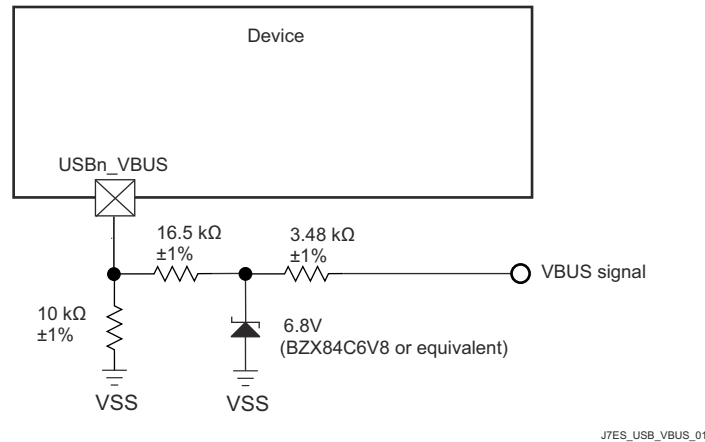 Device
USBn_VBUS
16.5 kΩ
±1%
3.48 kΩ
±1%
VBUS signal
10 kΩ
±1%
6.8V
(BZX84C6V8 or equivalent)
VSS
VSS
J7ES_USB_VBUS_01